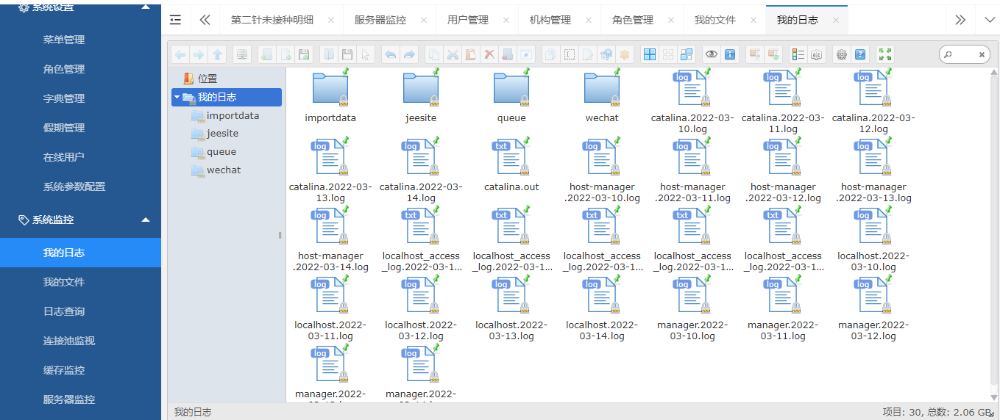 系统设置
菜单管理
角色管理
字典管理
假期管理
在线用户
系统参数配置
系统监控
我的日志
我的文件
日志查询
连接池监视
缓存监控
服务器监控
第二针未接种明细
服务器监控
用户管理
机构管理
角色管理
我的文件
我的日志
位置
我的日志
importdata
jeesite
queue
wechat
importdata
jeesite
queue
wechat
log
catalina.2022-03-
10.log
log
catalina.2022-03-
11.log
log
catalina.2022-03-
12.log
log
catalina.2022-03-
13.log
log
catalina.2022-03-
14.log
txt
catalina.out
log
host-manager
.2022-03-10.log
log
host-manager
.2022-03-11.log
log
host-manager
.2022-03-12.log
log
host-manager
.2022-03-13.log
log
host-manager
.2022-03-14.log
txt
localhost_access
_log.2022-03-1...
txt
localhost_access
_log.2022-03-1...
txt
localhost_access
_log.2022-03-1...
txt
localhost_access
_log.2022-03-1...
txt
localhost_access
_log.2022-03-1...
log
localhost.2022-
03-10.log
log
localhost.2022-
03-11.log
log
localhost.2022-
03-12.log
log
localhost.2022-
03-13.log
log
localhost.2022-
03-14.log
log
manager.2022-
03-10.log
log
manager.2022-
03-11.log
log
manager.2022-
03-12.log
log
manager.2022-
log
manager.2022-
我的日志
项目: 30, 总数: 2.06 GB